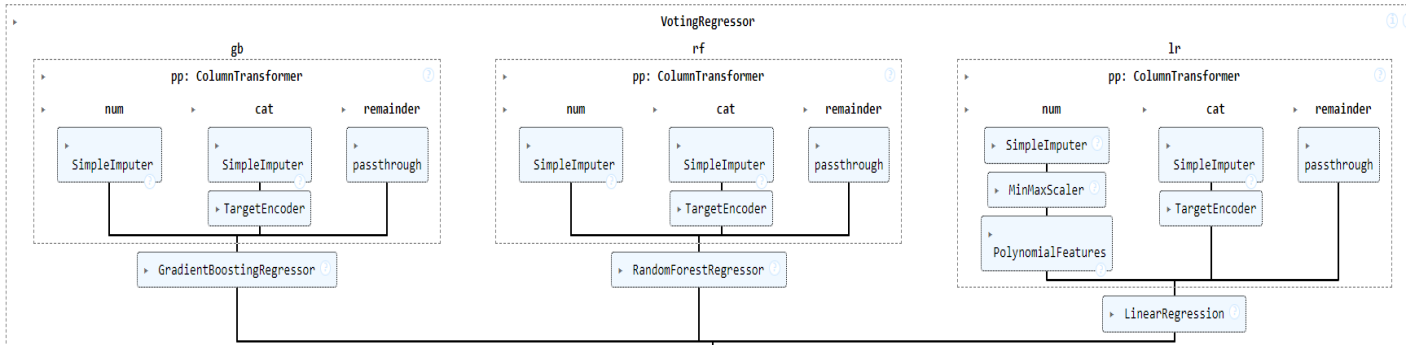 VotingRegressor
gb rf lr
pp: ColumnTransformer pp: ColumnTransformer pp: ColumnTransformer
num cat remainder num cat remainder num cat remainder
SimpleImputer SimpleImputer passthrough SimpleImputer SimpleImputer passthrough SimpleImputer SimpleImputer passthrough
TargetEncoder TargetEncoder MinMaxScaler TargetEncoder
PolynomialFeatures
GradientBoostingRegressor RandomForestRegressor
LinearRegression